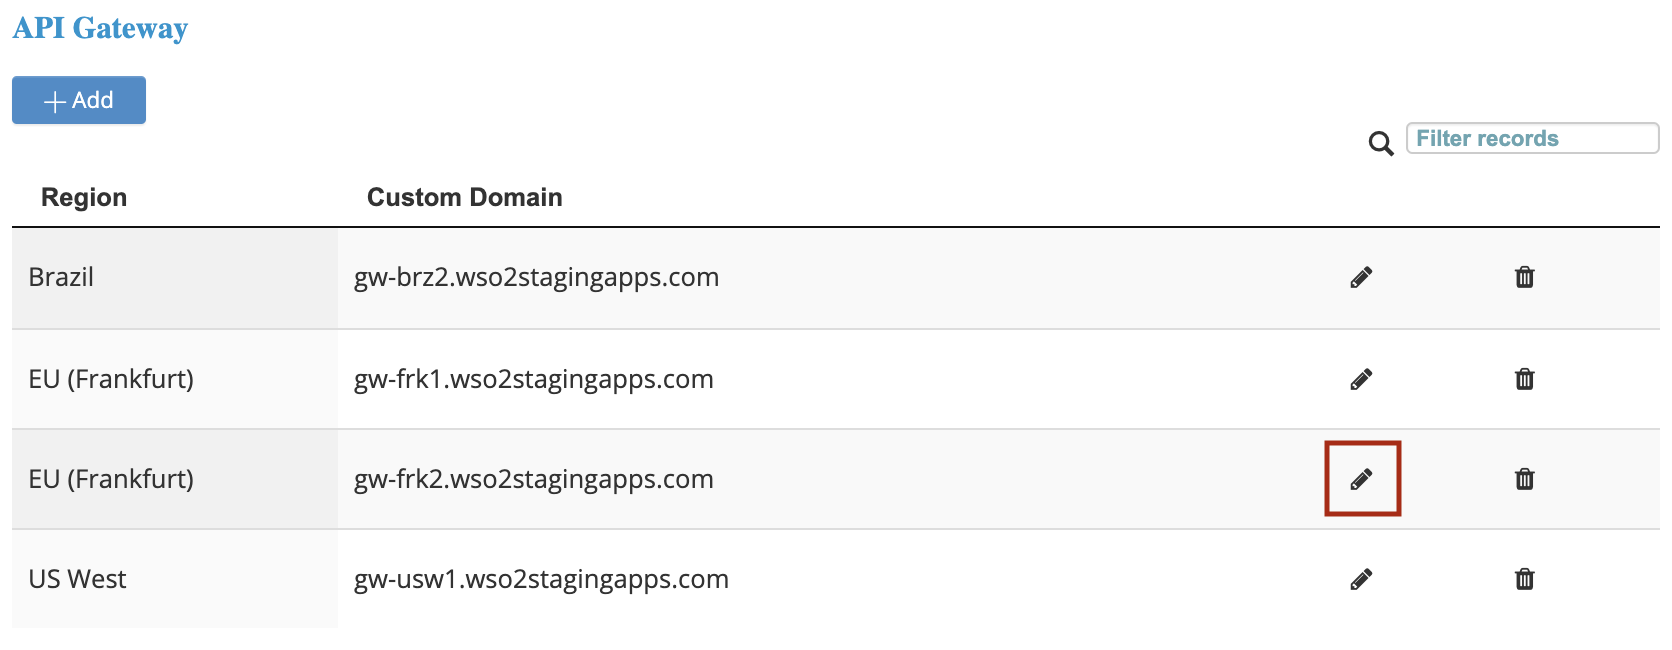 API Gateway
+ Add
Filter records
Region Custom Domain
Brazil gw-brz2.wso2stagingapps.com
EU (Frankfurt) gw-frk1.wso2stagingapps.com
EU (Frankfurt) gw-frk2.wso2stagingapps.com
US West gw-usw1.wso2stagingapps.com